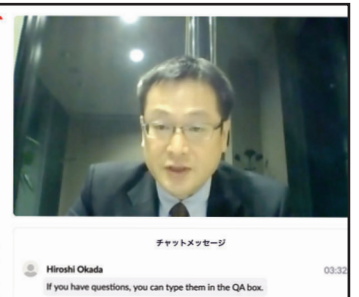 チャットメッセージ
Hiroshi Okada
03:32
If you have questions, you can type them in the QA box.